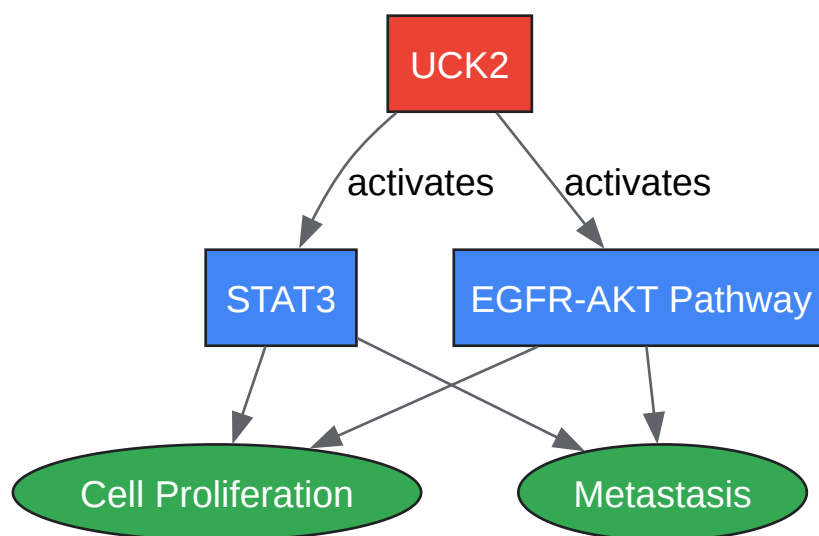 UCK2
activates
activates
STAT3
EGFR-AKT Pathway
Cell Proliferation
Metastasis